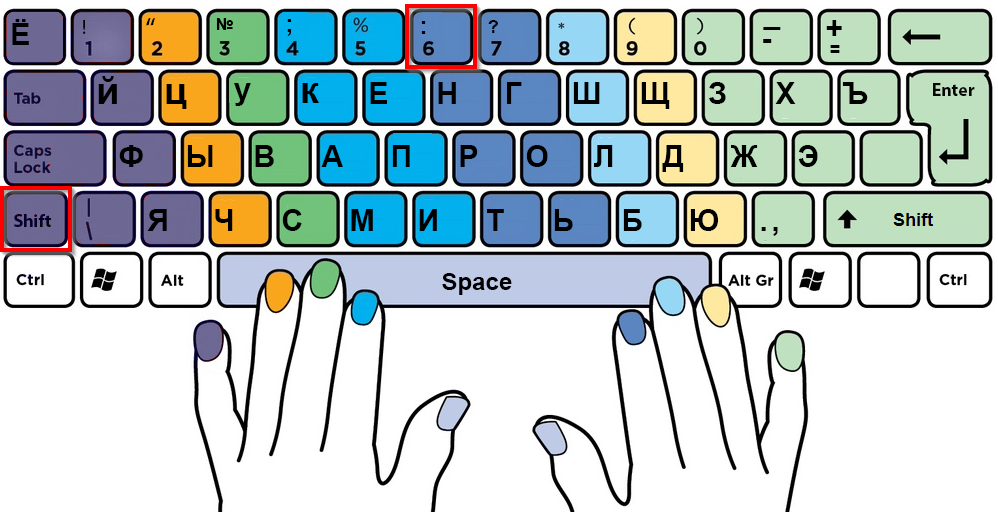 Ё ! 1 “ 2 № 3 ; 4 % 5 : 6 ? 7 * 8 ( 9 ) 0 — - + =
Tab Й Ц У К Е Н Г Ш Щ З Х Ъ Enter
Caps Lock Ф Ы В А П Р О Л Д Ж Э
Shift | \ Я Ч С М И Т Ь Б Ю . , Shift
Ctrl Alt Space Alt Gr Ctrl